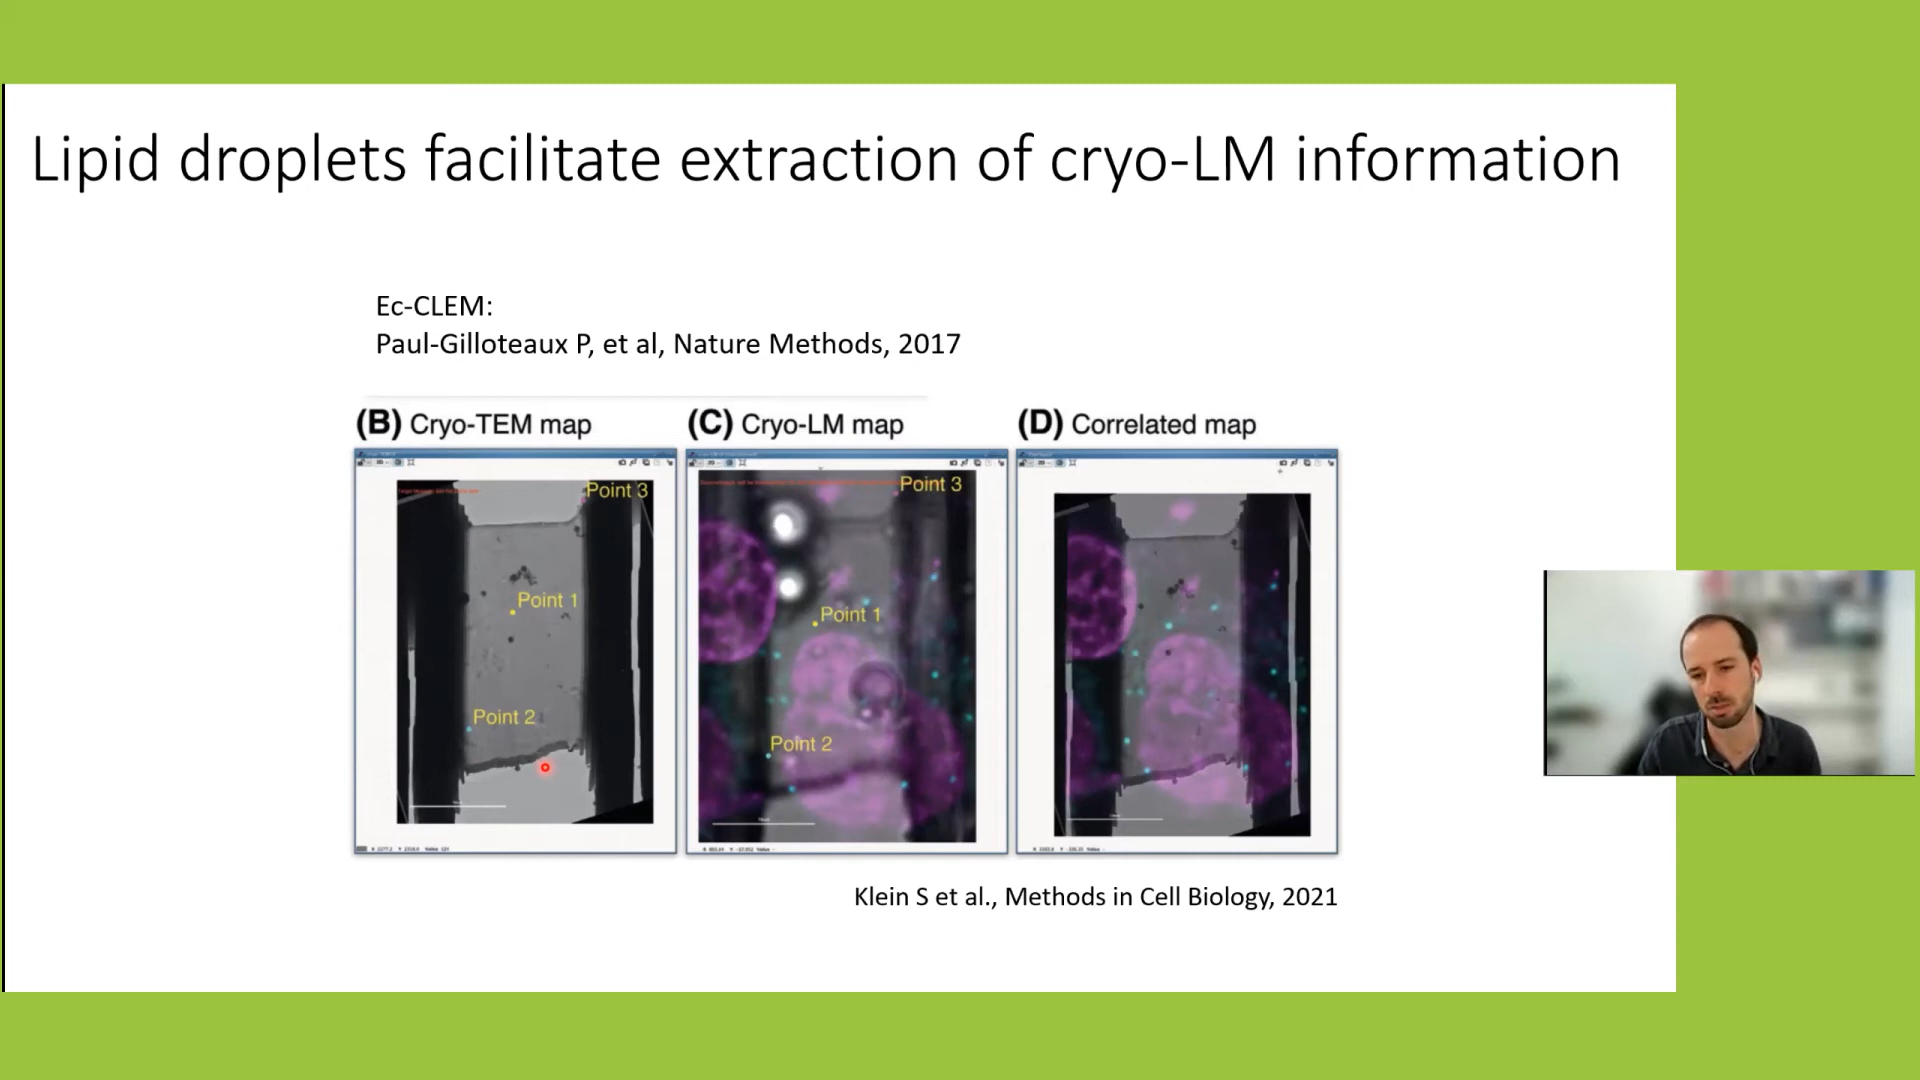 Lipid droplets facilitate extraction of cryo-LM information
Ec-CLEM:
Paul-Gilloteaux P, et al, Nature Methods, 2017
(B) Cryo-TEM map
(C) Cryo-LM map
(D) Correlated map
Point 3
Point 1
Point 2
Point 3
Point 1
Point 2
Klein S et al., Methods in Cell Biology, 2021